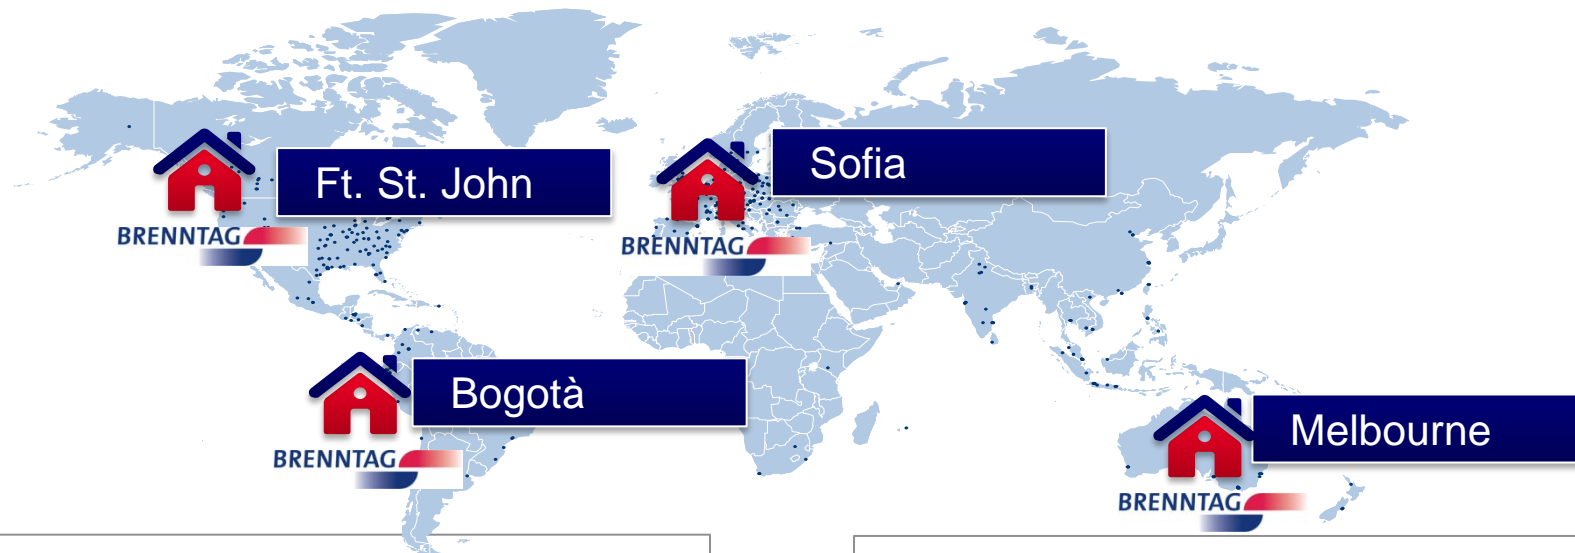 Ft. St. John
BRENNTAG
Sofia
BRENNTAG
Bogotà
BRENNTAG
Melbourne
BRENNTAG